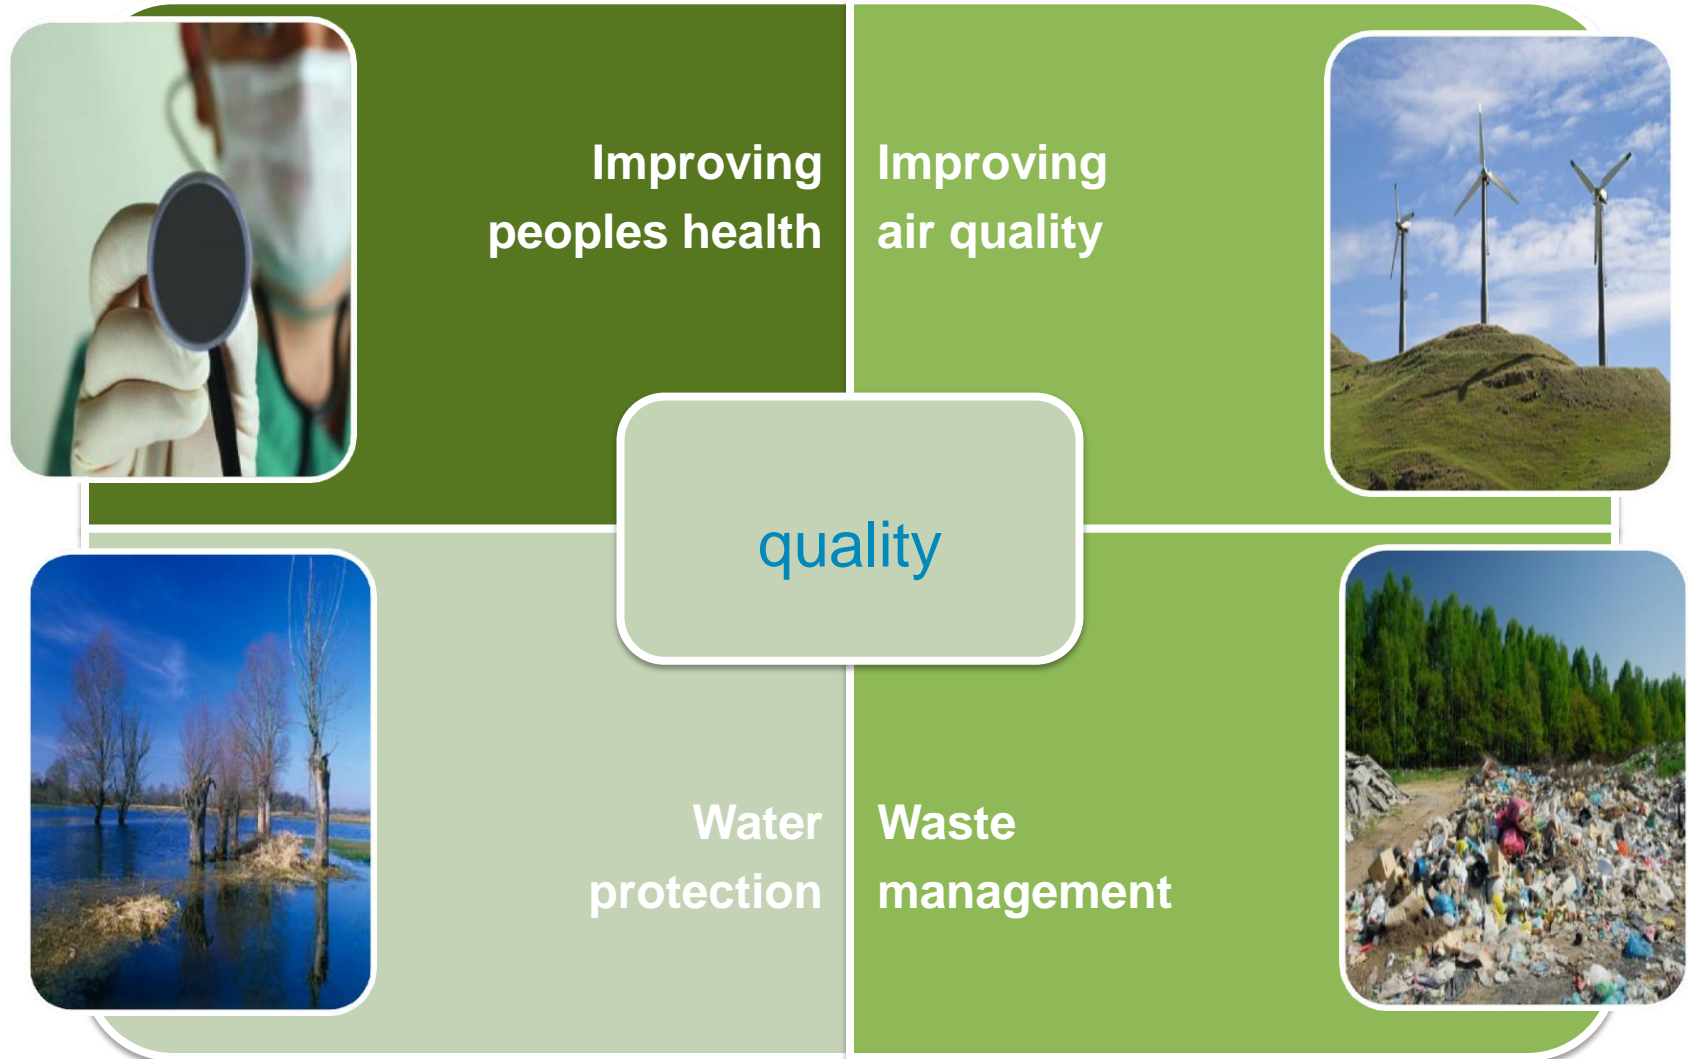 Improving
peoples health
Improving
air quality
quality
Water
protection
Waste
management